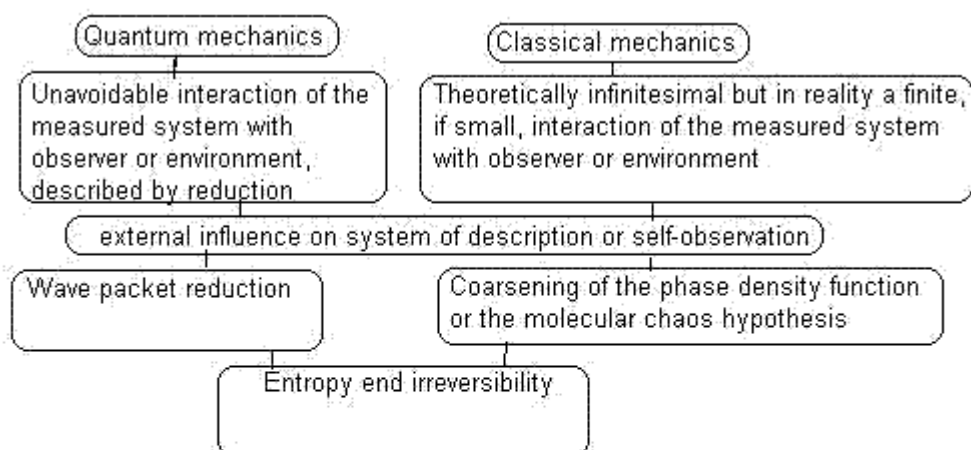 Quantum mechanics
Classical mechanics
Unavoidable interaction of the
measured system with
observer or environment,
described by reduction
Theoretically infinitesimal but in reality a finite,
if small, interaction of the measured system
with observer or environment
external influence on system of description or self-observation
Wave packet reduction
Coarsening of the phase density function
or the molecular chaos hypothesis
Entropy end irreversibility